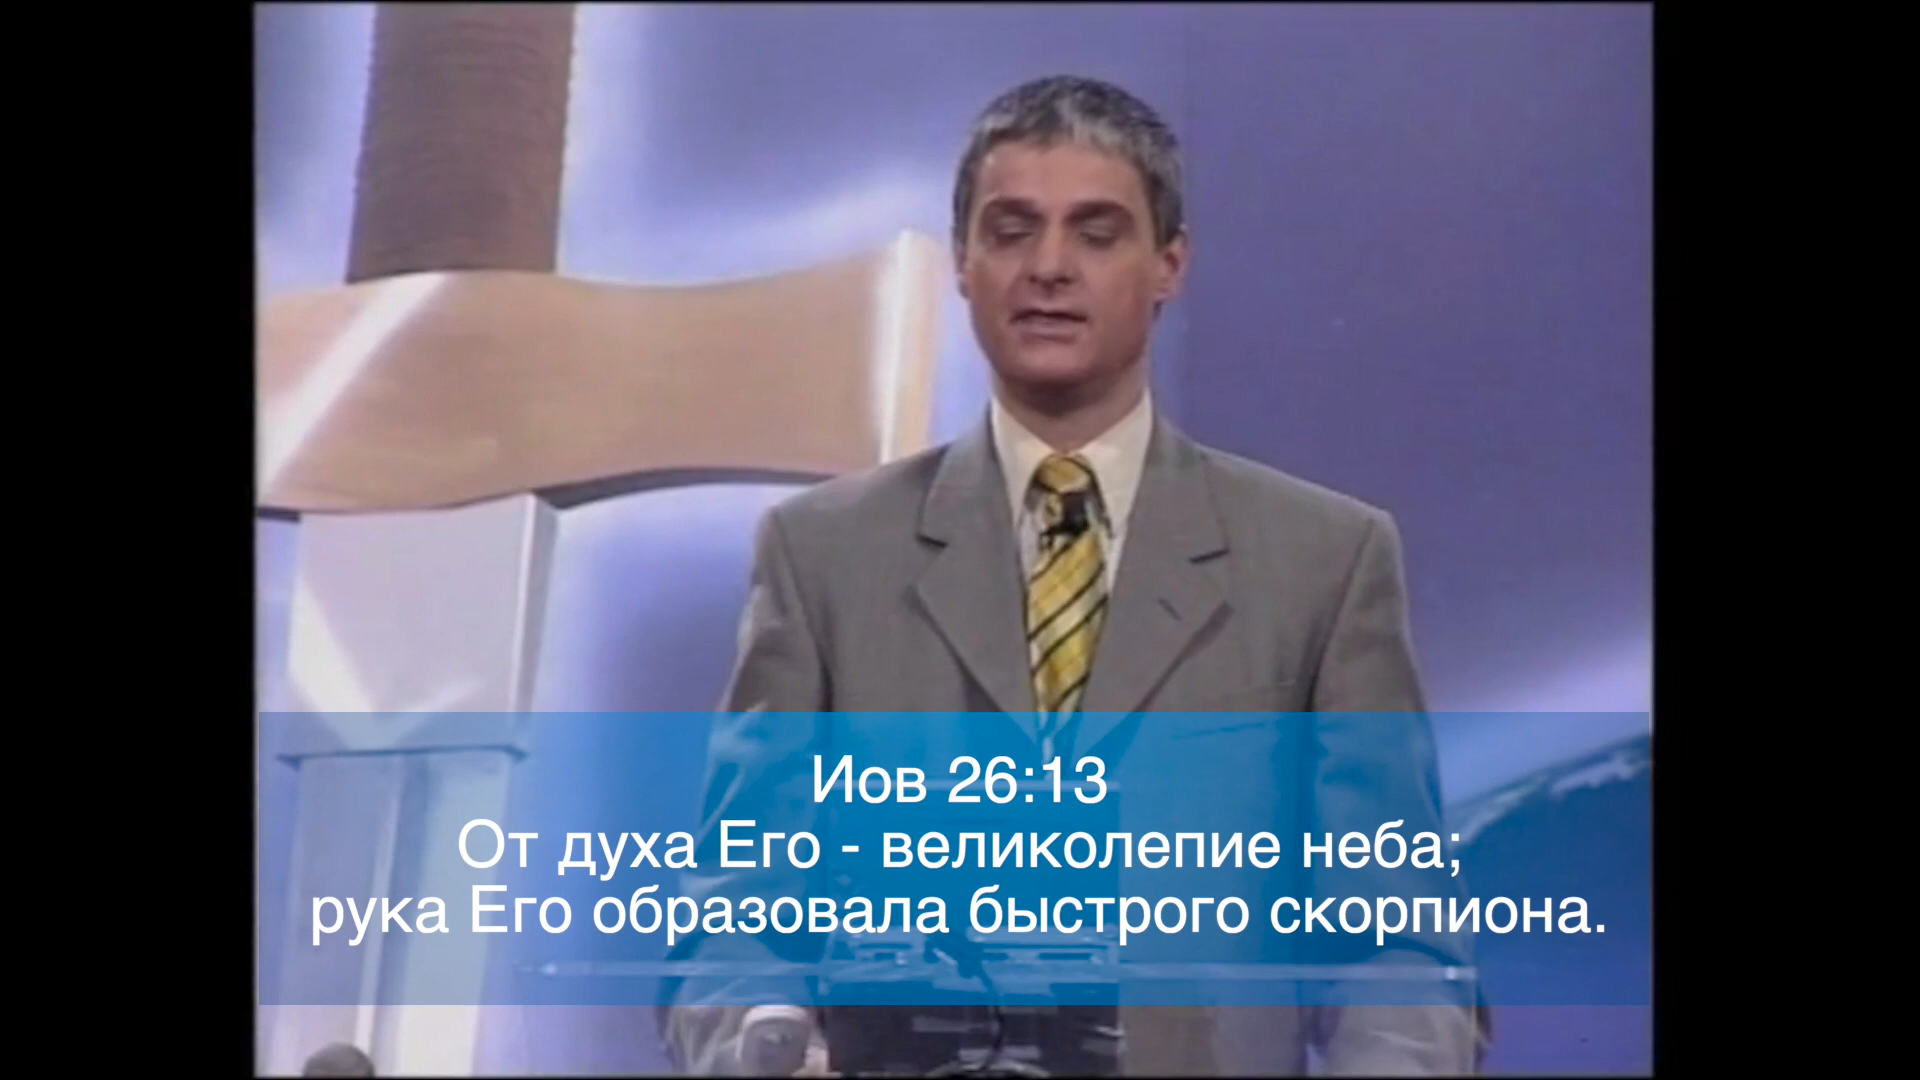 Иов 26:13
От духа Его - великолепие неба;
рука Его образовала быстрого скорпиона.